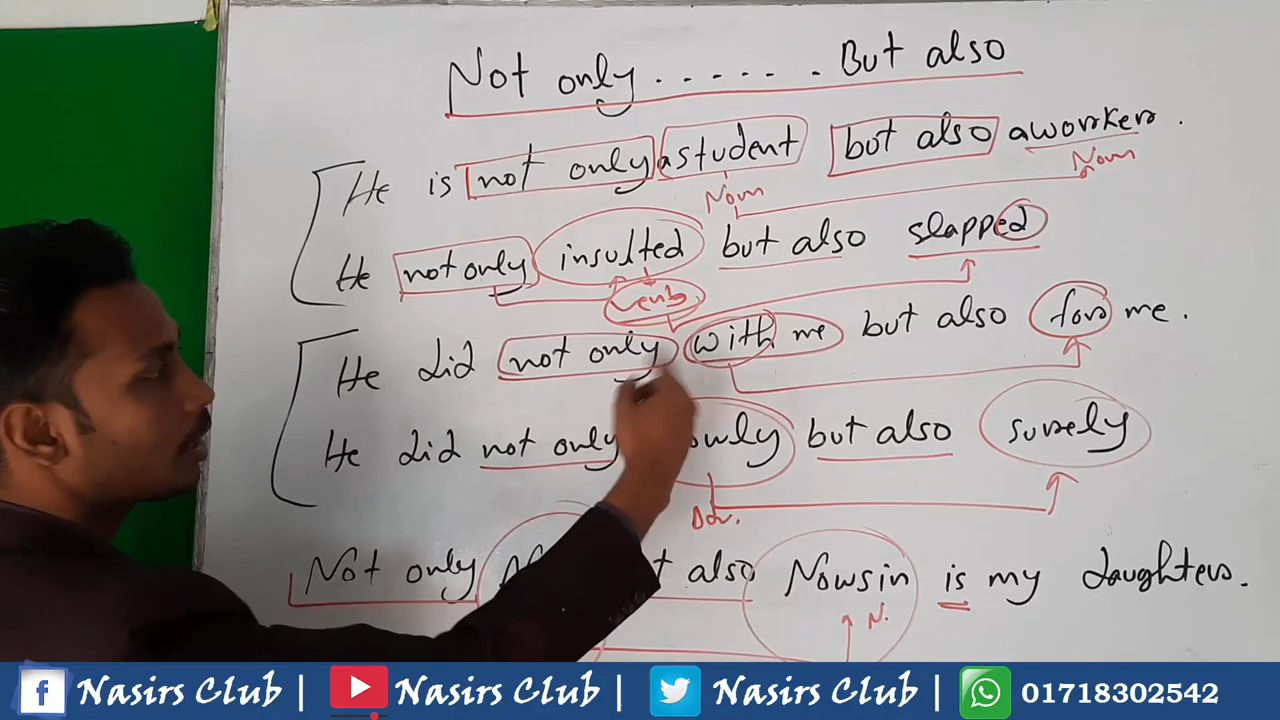 Not only . . . . . . . But also
He is not only a student but also a worker .
Noun Noun
He not only insulted but also slapped
verb
He did not only with me but also for me .
He did not only but also surely
Adv.
Not only also Nowsin is my daughters .
N.
Nasirs Club | Nasirs Club | Nasirs Club | 01718302542